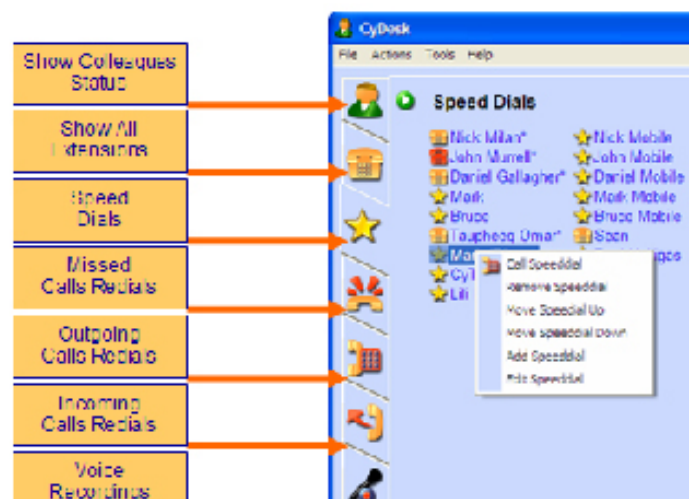 CyDesk
File Actions Tools Help
Show Colleagues
Status
Show All
Extensions
Speed
Dials
Missed
Calls Redials
Outgoing
Calls Redials
Incoming
Calls Redials
Voice
Recordings
Speed Dials
Nick Milan*
John Murrell*
Daniel Gallagher*
Mark
Bruce
Taupheeq Omar*
Lili
Nick Mobile
John Mobile
Daniel Mobile
Mark Mobile
Bruce Mobile
Sean
Call Speeddial
Remove Speeddial
Move Speedial Up
Move Speeddial Down
Add Speeddial
Edit Speeddial